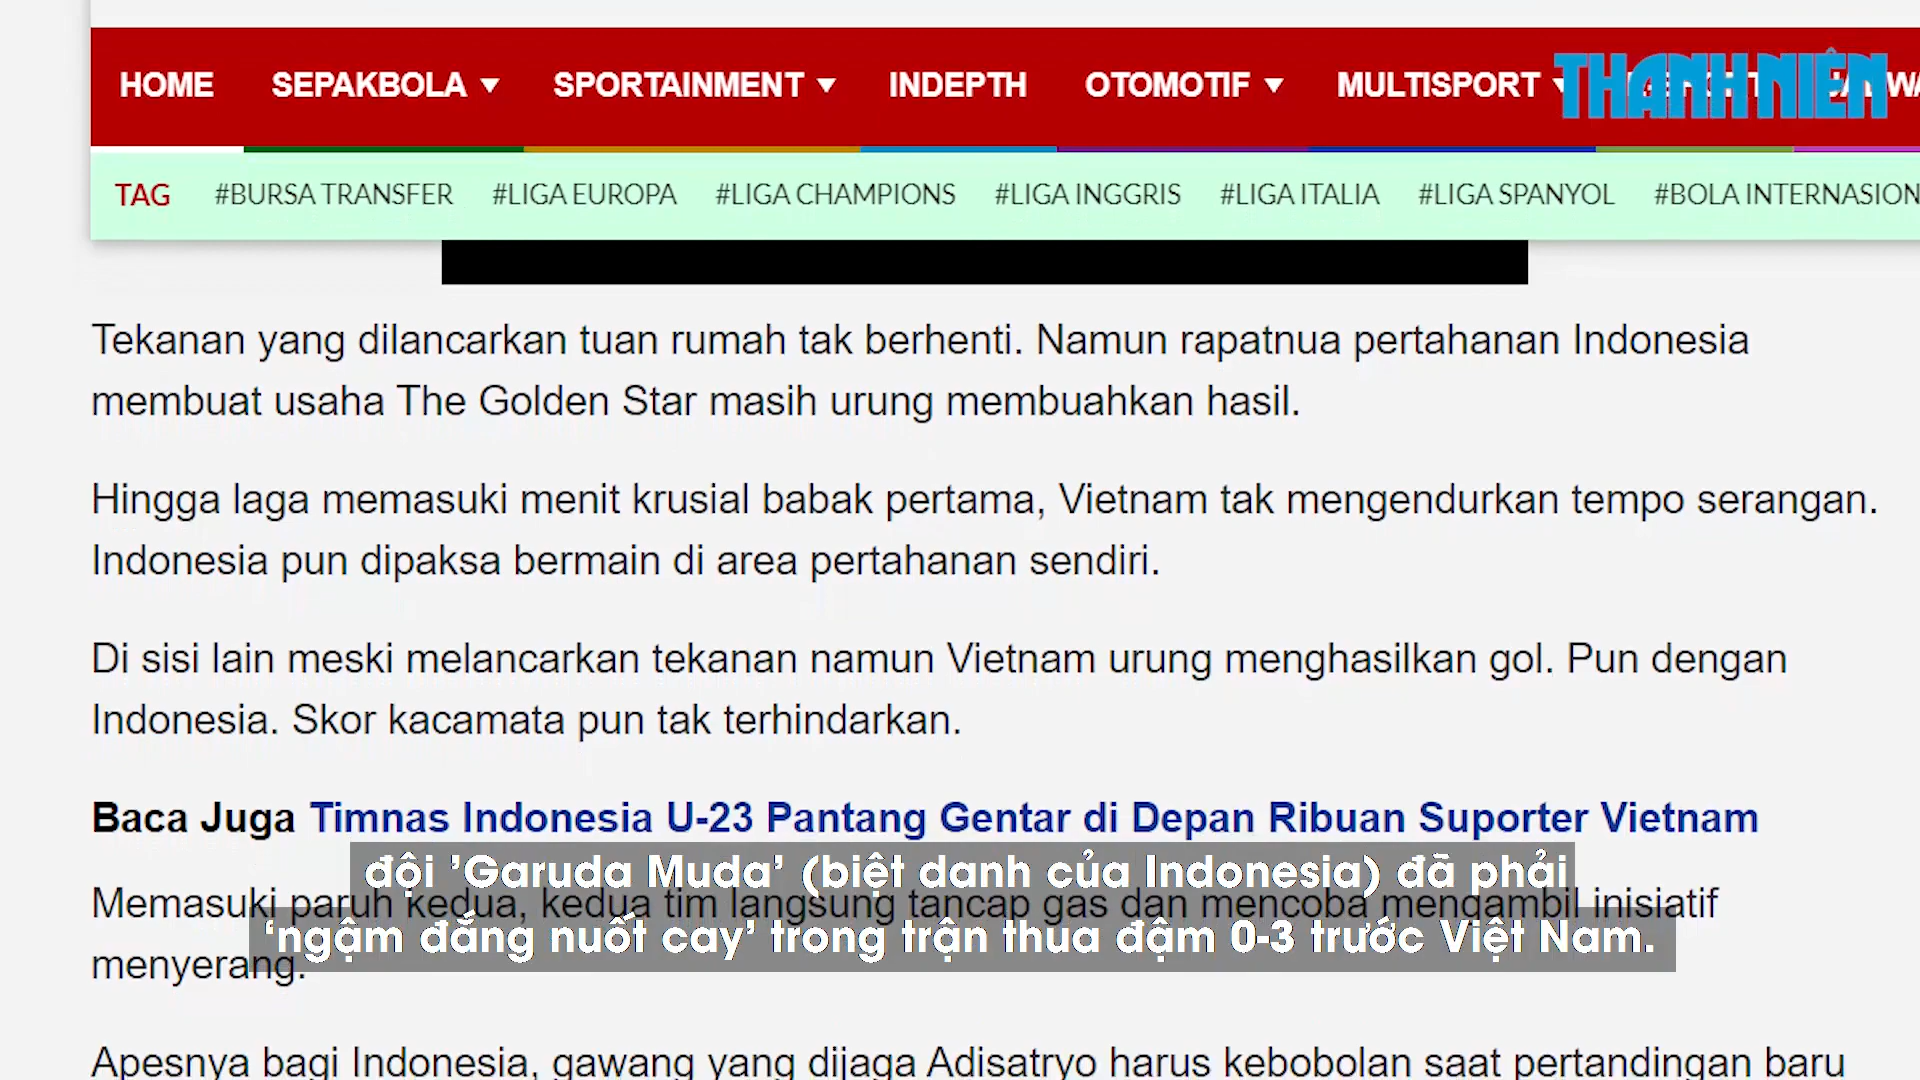 HOME SEPAKBOLA SPORTAINMENT INDEPTH OTOMOTIF MULTISPORT THANH NIÊN
TAG #BURSA TRANSFER #LIGA EUROPA #LIGA CHAMPIONS #LIGA INGGRIS #LIGA ITALIA #LIGA SPANYOL #BOLA INTERNASION
Tekanan yang dilancarkan tuan rumah tak berhenti. Namun rapatnua pertahanan Indonesia
membuat usaha The Golden Star masih urung membuahkan hasil.
Hingga laga memasuki menit krusial babak pertama, Vietnam tak mengendurkan tempo serangan.
Indonesia pun dipaksa bermain di area pertahanan sendiri.
Di sisi lain meski melancarkan tekanan namun Vietnam urung menghasilkan gol. Pun dengan
Indonesia. Skor kacamata pun tak terhindarkan.
Baca Juga Timnas Indonesia U-23 Pantang Gentar di Depan Ribuan Suporter Vietnam
đội ’Garuda Muda’ (biệt danh của Indonesia) đã phải
Memasuki paruh kedua, kedua tim langsung tancap gas dan mencoba mengambil inisiatif
‘ngậm đắng nuốt cay’ trong trận thua đậm 0-3 trước Việt Nam.
menyerang.
Apesnya bagi Indonesia, gawang yang dijaga Adisatryo harus kebobolan saat pertandingan baru